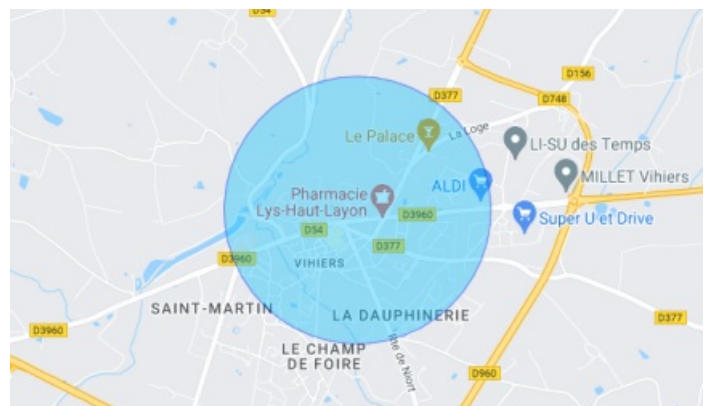 D54
D156
D377
D748
Le Palace
La Loge
LI-SU des Temps
ALDI
MILLET Vihiers
Pharmacie
Lys-Haut-Layon
D3960
Super U et Drive
D54
D377
D3960
VIHIERS
SAINT-MARTIN
LA DAUPHINERIE
D377
D3960
LE CHAMP
DE FOIRE
de Niort
D960